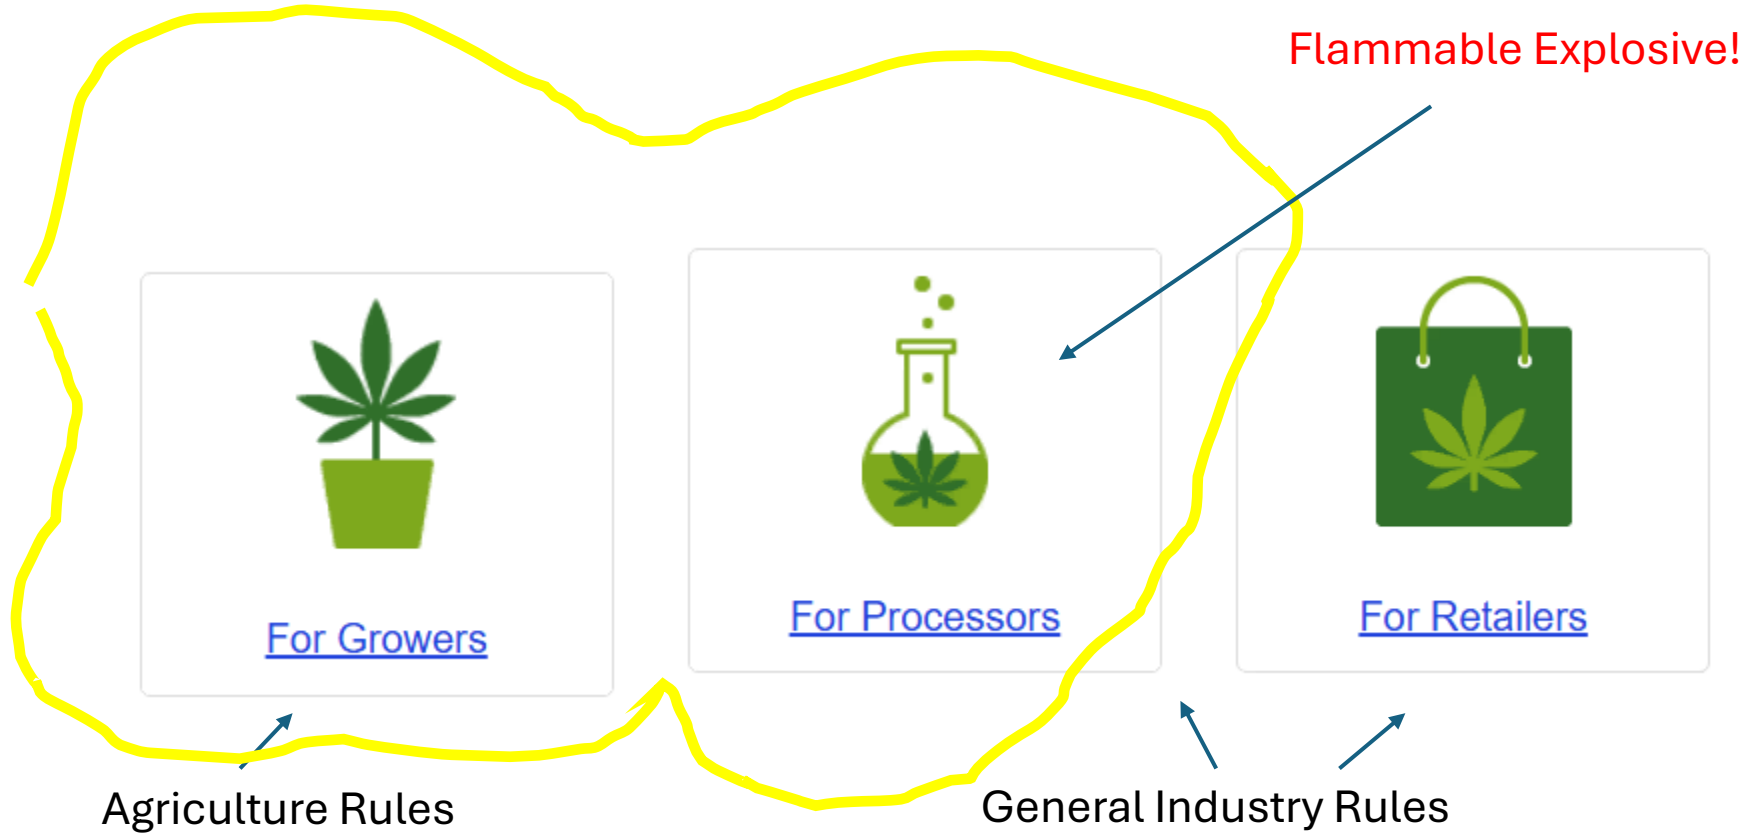 Flammable Explosive!
For Growers
For Processors
For Retailers
Agriculture Rules
General Industry Rules